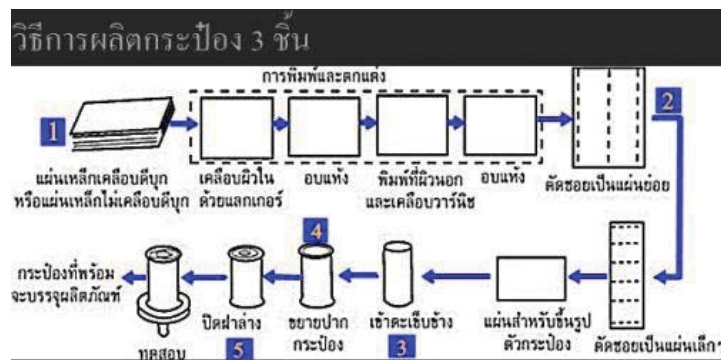 วิธีการผลิตกระป๋อง 3 ชิ้น
การพิมพ์และตกแต่ง
1
2
แผ่นเหล็กเคลือบดีบุก
หรือแผ่นเหล็กไม่เคลือบดีบุก
เคลือบผิวใน
ด้วยแลกเกอร์
อบแห้ง
พิมพ์ที่ผิวนอก
และเคลือบวาร์นิช
อบแห้ง
ตัดซอยเป็นแผ่นย่อย
4
กระป๋องที่พร้อม
จะบรรจุผลิตภัณฑ์
ทดสอบ
ปิดฝาล่าง
5
ขยายปาก
กระป๋อง
เข้าตะเข็บข้าง
3
แผ่นสำหรับขึ้นรูป
ตัวกระป๋อง
ตัดซอยเป็นแผ่นเล็กๆ